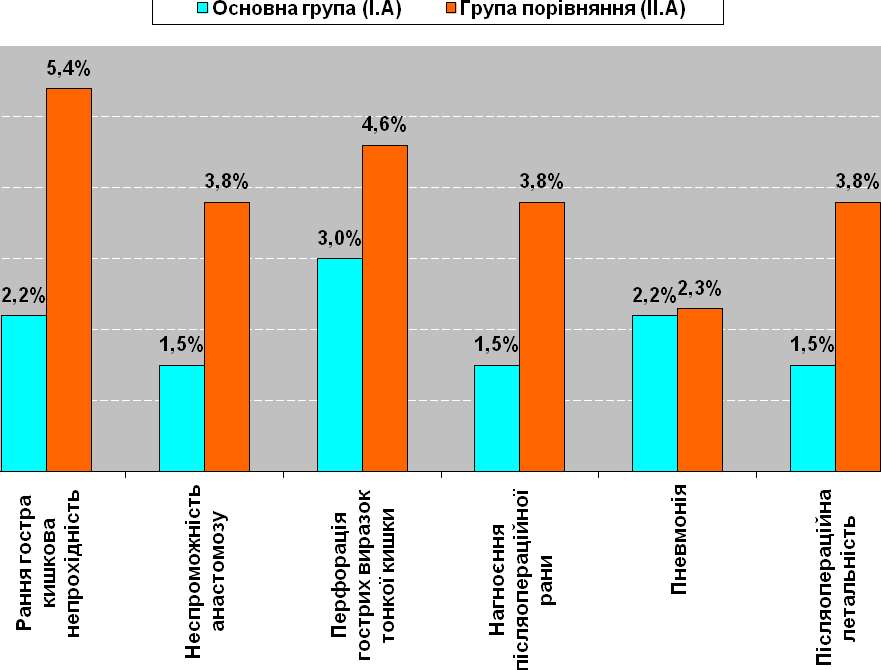 Основна група (І.А)
Група порівняння (ІІ.А)
5,4%
4,6%
3,8%
3,8%
3,8%
3,0%
2,2%
2,2%
2,3%
1,5%
1,5%
1,5%
Рання гостра
кишкова
непрохідність
Неспроможність
анастомозу
Перфорація
гострих виразок
тонкої кишки
Нагноєння
післяопераційної
рани
Пневмонія
Післяопераційна
летальність